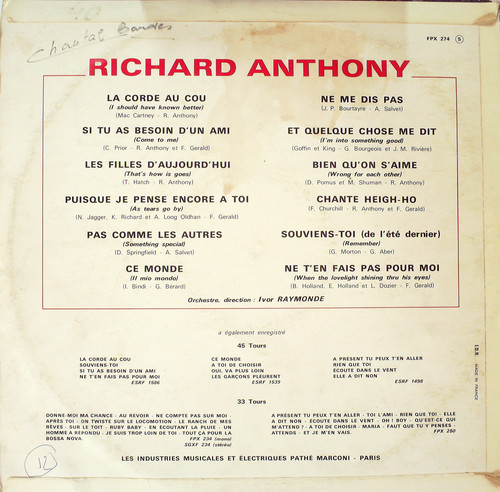 Chantal Bardes
FPX 274 S
RICHARD ANTHONY
LA CORDE AU COU
(I should have known better)
(Mac Cartney - R. Anthony)
SI TU AS BESOIN D'UN AMI
(Come to me)
(C. Prior - R. Anthony et F. Gerald)
LES FILLES D'AUJOURD'HUI
(That's how is goes)
(T. Hatch - R. Anthony)
PUISQUE JE PENSE ENCORE A TOI
(As tears go by)
(N. Jagger, K. Richard et A. Loog Oldhan - F. Gerald)
PAS COMME LES AUTRES
(Something special)
(D. Springfield - A. Salvet)
CE MONDE
(Il mio mondo)
(I. Bindi - G. Bérard)
NE ME DIS PAS
(J. P. Bourtayre - A. Salvet)
ET QUELQUE CHOSE ME DIT
(I'm into something good)
(Goffin et King - G. Bourgeois et J. M. Rivière)
BIEN QU'ON S'AIME
(Wrong for each other)
(D. Pomus et M. Shuman - R. Anthony)
CHANTE HEIGH-HO
(F. Churchill - R. Anthony et F. Gerald)
SOUVIENS-TOI (de l'été dernier)
(Remember)
(G. Morton - G. Aber)
NE T'EN FAIS PAS POUR MOI
(When the lovelight shining thru his eyes)
(B. Holland, E. Holland et L. Dozier - F. Gerald)
Orchestre, direction : Ivor RAYMONDE
a également enregistré
45 Tours
LA CORDE AU COU
SOUVIENS-TOI
SI TU AS BESOIN D'UN AMI
NE T'EN FAIS PAS POUR MOI
ESRF 1586
CE MONDE
A TOI DE CHOISIR
OUI, VA PLUS LOIN
LES GARÇONS PLEURENT
ESRF 1539
A PRESENT TU PEUX T'EN ALLER
RIEN QUE TOI
ÉCOUTE DANS LE VENT
ELLE A DIT NON
ESRF 1498
33 Tours
DONNE-MOI MA CHANCE - AU REVOIR - NE COMPTE PAS SUR MOI -
APRÈS TOI - ON TWISTE SUR LE LOCOMOTION - LE RANCH DE MES
RÊVES - SUR LE TOIT - RUBY BABY - EN ÉCOUTANT LA PLUIE - UN
HOMME A RÉPONDU - JE SUIS TROP LOIN DE TOI - TOUT ÇA POUR LA
BOSSA NOVA
FPX 234 (mono)
SGXF 234 (stéréo)
A PRESENT TU PEUX T'EN ALLER - TOI L'AMI - RIEN QUE TOI - ELLE
A DIT NON - ÉCOUTE DANS LE VENT - OH ! BOY - QU'EST-CE QUI
M'ATTEND ? - A TOI DE CHOISIR - MARIA - FAUT QUE TU Y PENSES -
ATTENDS - ET JE M'EN VAIS.
FPX 260
LES INDUSTRIES MUSICALES ET ÉLECTRIQUES PATHÉ MARCONI - PARIS
MADE IN FRANCE
12